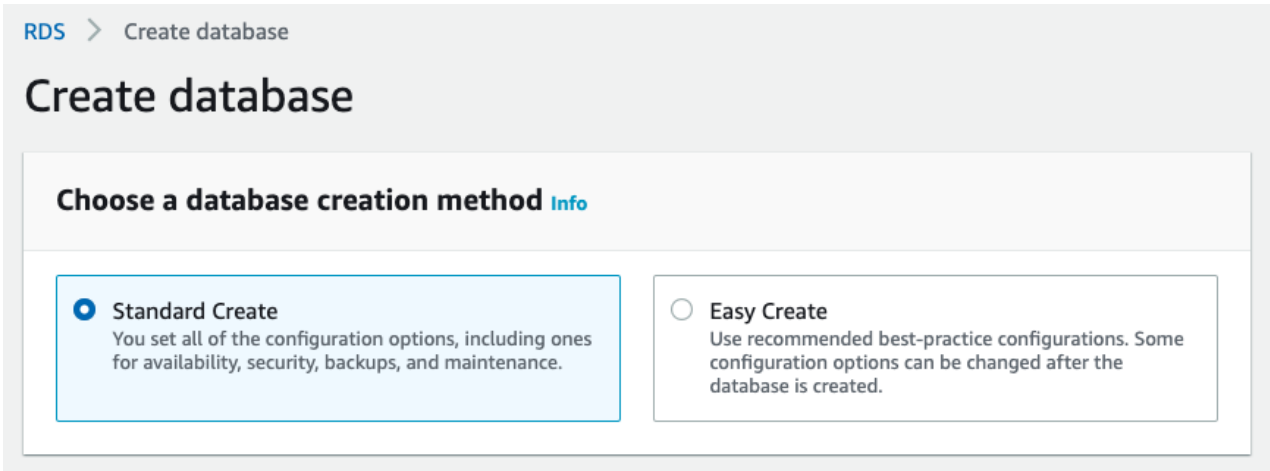 RDS > Create database
Create database
Choose a database creation method Info
Standard Create
You set all of the configuration options, including ones
for availability, security, backups, and maintenance.
Easy Create
Use recommended best-practice configurations. Some
configuration options can be changed after the
database is created.